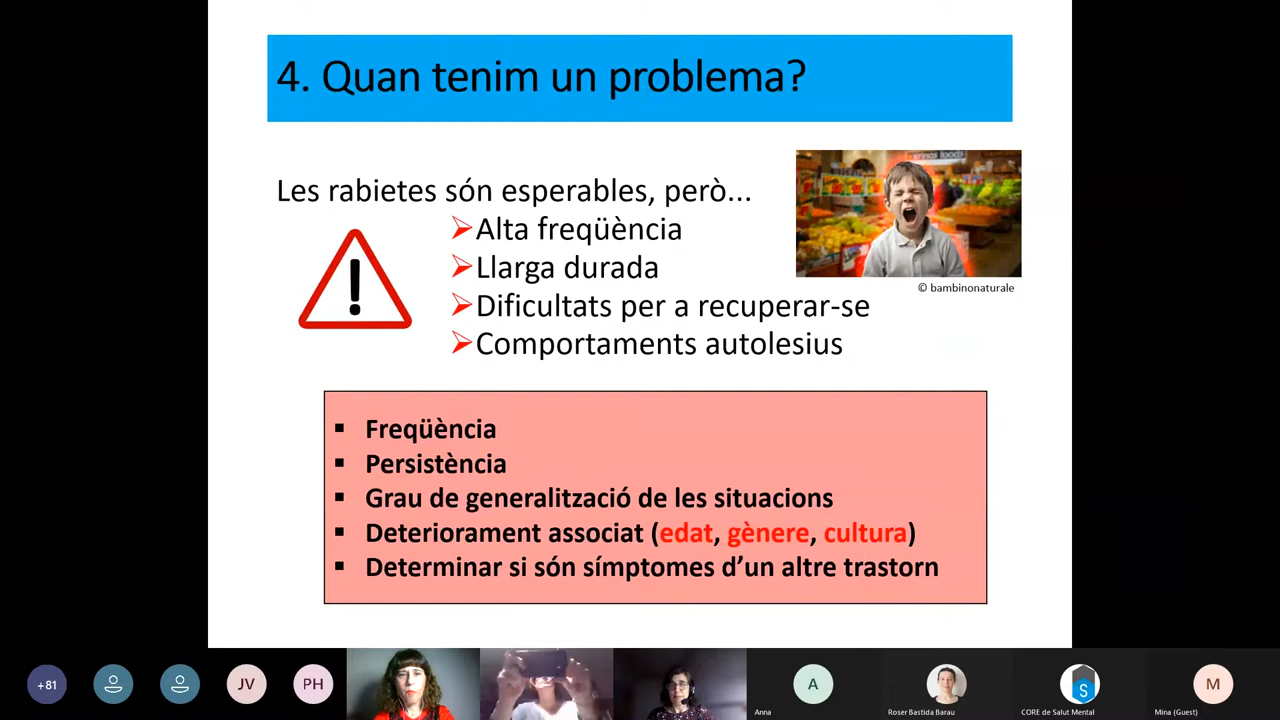 4. Quan tenim un problema?
Les rabietes són esperables, però...
Alta freqüència
Llarga durada
Dificultats per a recuperar-se
Comportaments autolesius
© bambinonaturale
Freqüència
Persistència
Grau de generalització de les situacions
Deteriorament associat (edat, gènere, cultura)
Determinar si són símptomes d’un altre trastorn
+81
JV
PH
A
S
M
Anna
Roser Bastida Barau
CORE de Salut Mental
Mina (Guest)